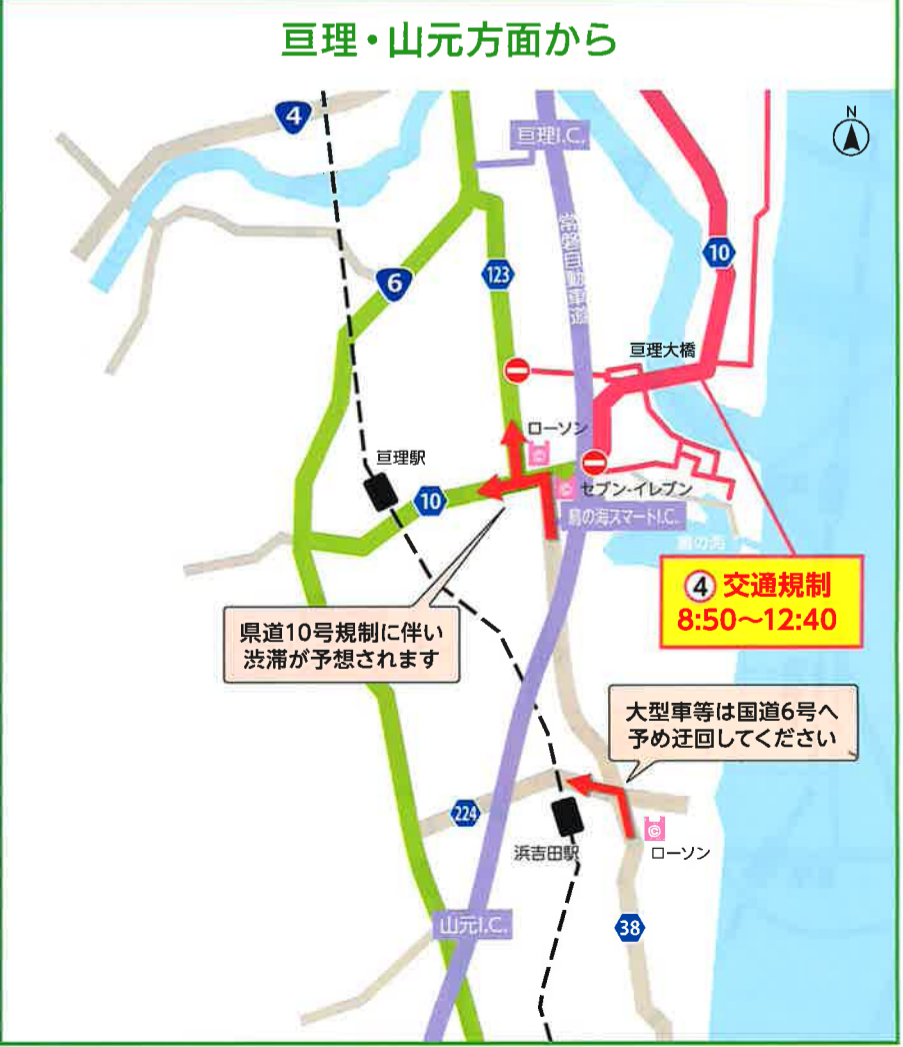 亘理・山元方面から
N
4
亘理I.C.
常磐自動車道
10
6
123
亘理大橋
ローソン
亘理駅
セブン-イレブン
10
鳥の海スマートI.C.
鳥の海
④ 交通規制
8:50～12:40
県道10号規制に伴い
渋滞が予想されます
大型車等は国道6号へ
予め迂回してください
224
浜吉田駅
ローソン
山元I.C.
38